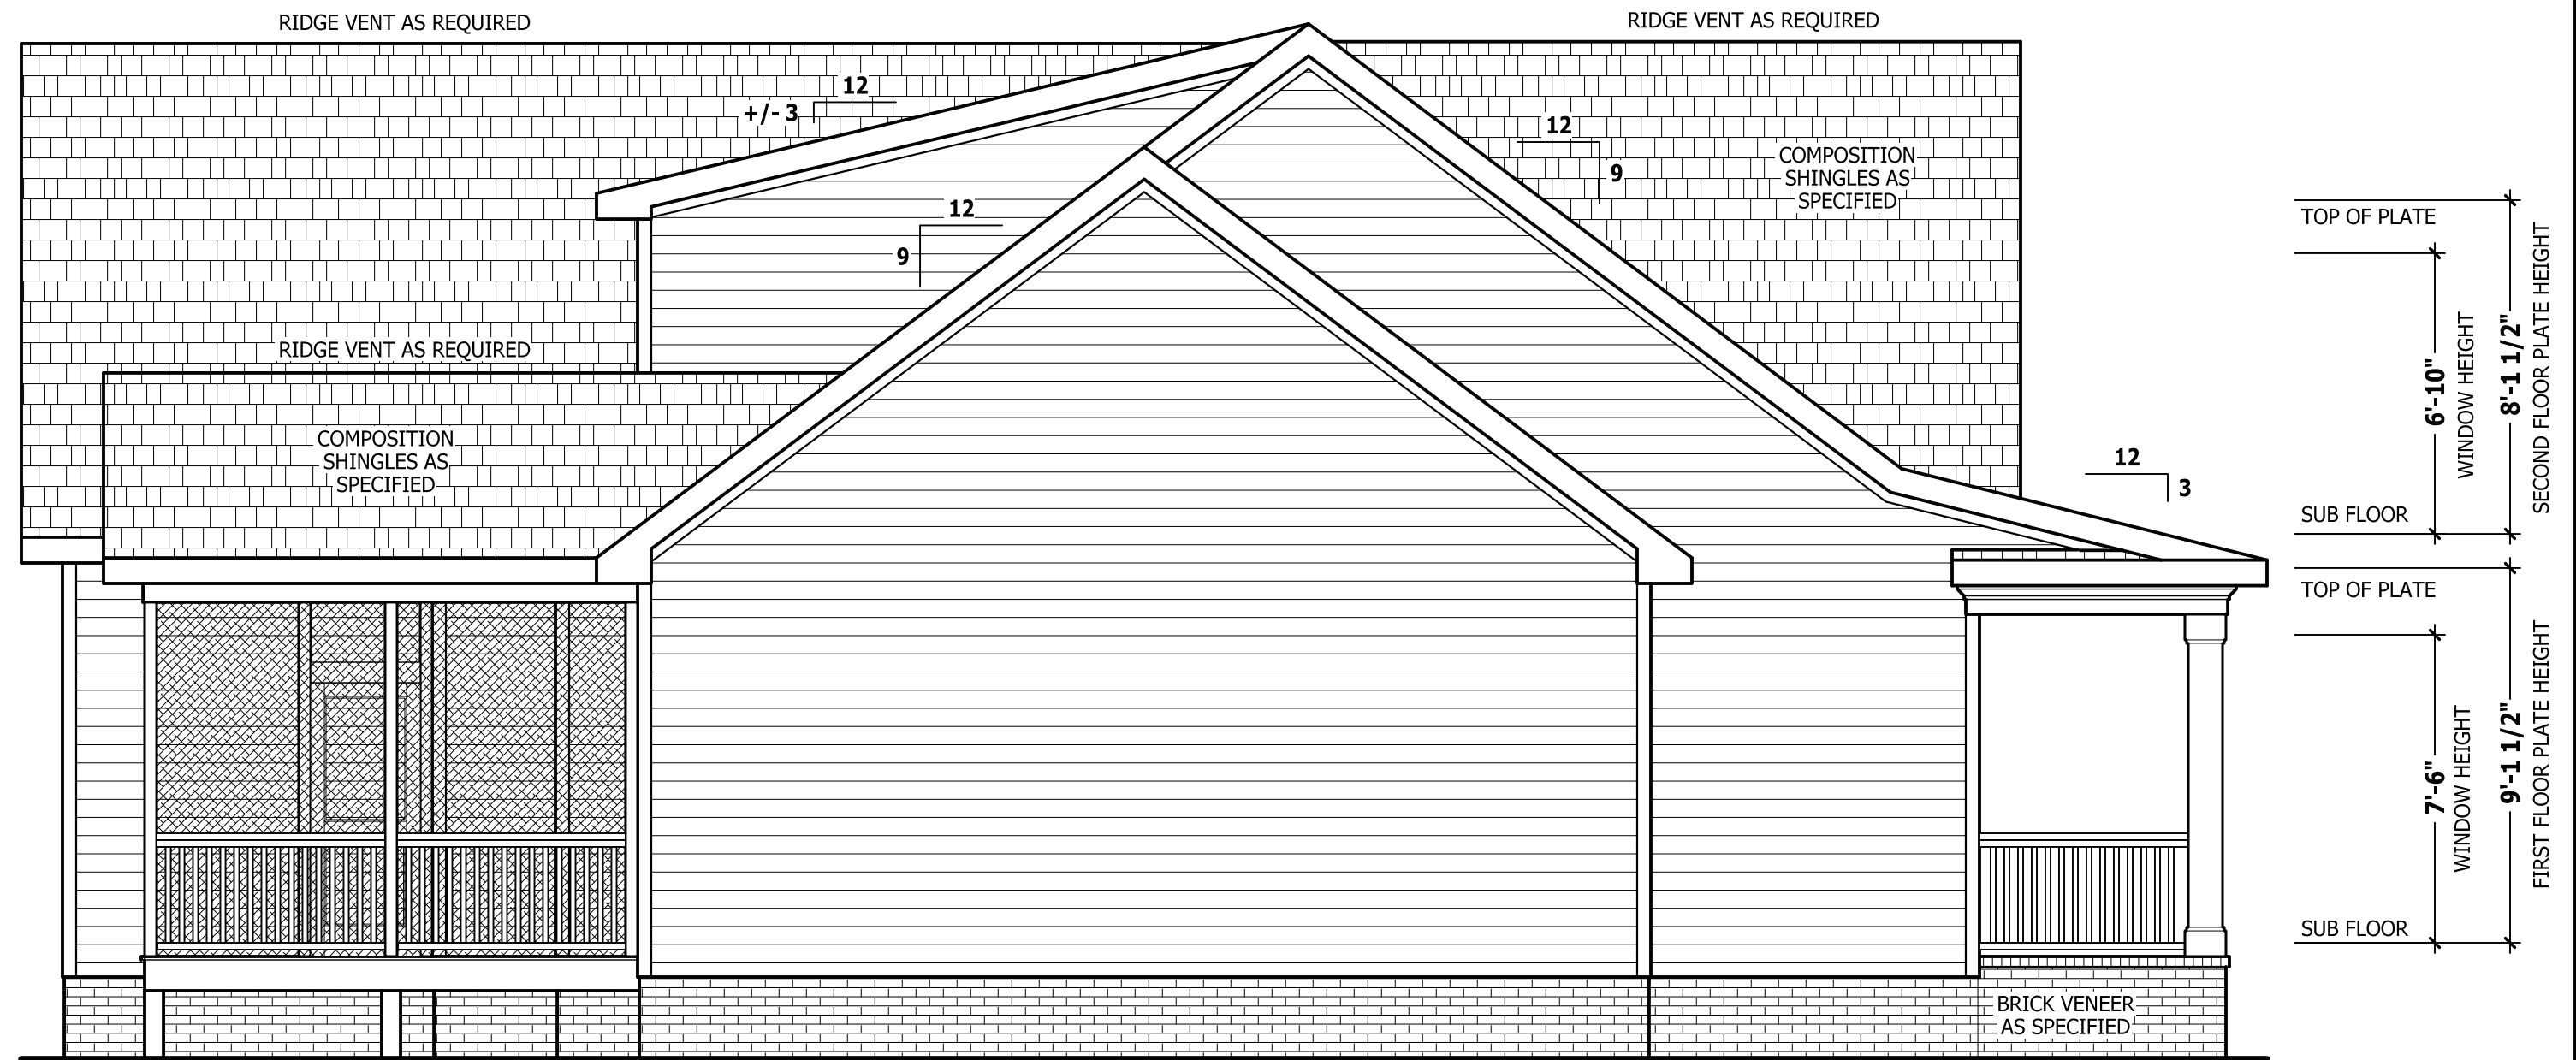 RIDGE VENT AS REQUIRED
RIDGE VENT AS REQUIRED
12
+/- 3
12
9
COMPOSITION
SHINGLES AS
SPECIFIED
12
9
TOP OF PLATE
6'-10"
WINDOW HEIGHT
8'-1 1/2"
SECOND FLOOR PLATE HEIGHT
RIDGE VENT AS REQUIRED
COMPOSITION
SHINGLES AS
SPECIFIED
12
3
SUB FLOOR
TOP OF PLATE
7'-6"
WINDOW HEIGHT
9'-1 1/2"
FIRST FLOOR PLATE HEIGHT
SUB FLOOR
BRICK VENEER
AS SPECIFIED